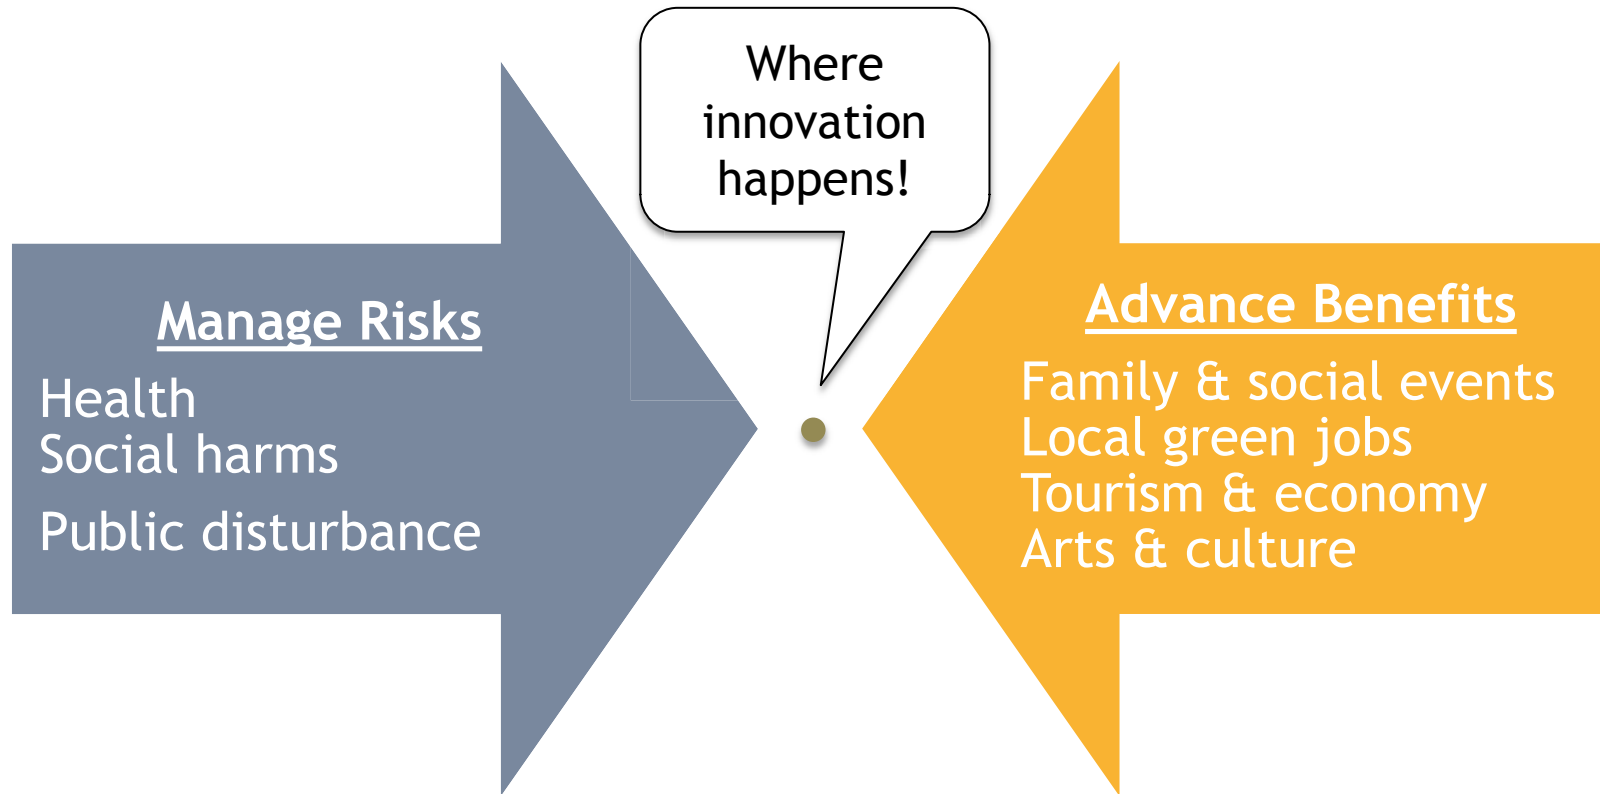 Where
innovation
happens!
Manage Risks
Health
Social harms
Public disturbance
Advance Benefits
Family & social events
Local green jobs
Tourism & economy
Arts & culture